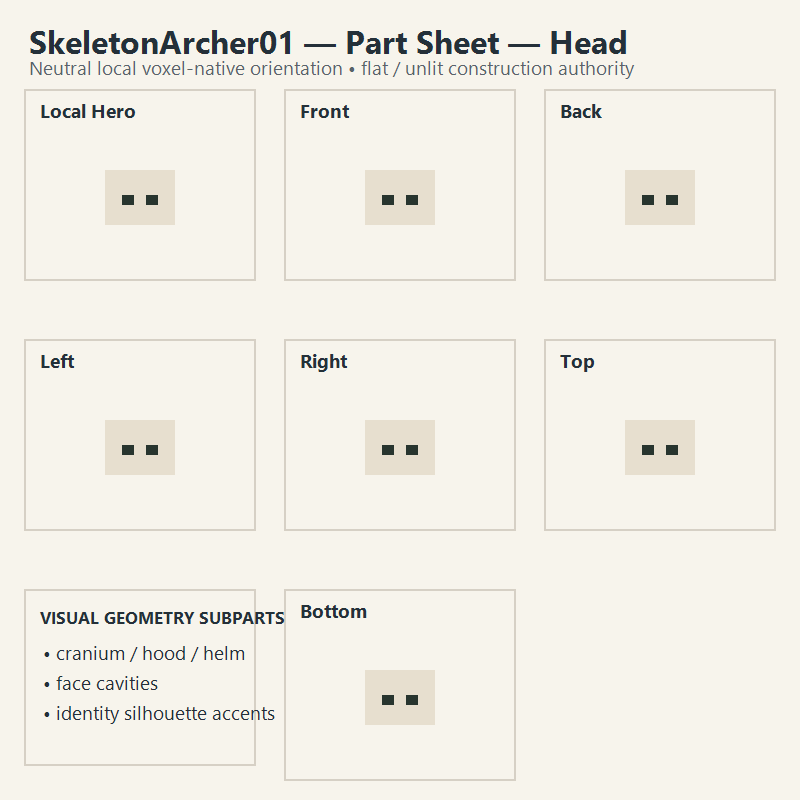 SkeletonArcher01 — Part Sheet — Head
Neutral local voxel-native orientation • flat / unlit construction authority
Local Hero
Front
Back
Left
Right
Top
VISUAL GEOMETRY SUBPARTS
• cranium / hood / helm
• face cavities
• identity silhouette accents
Bottom